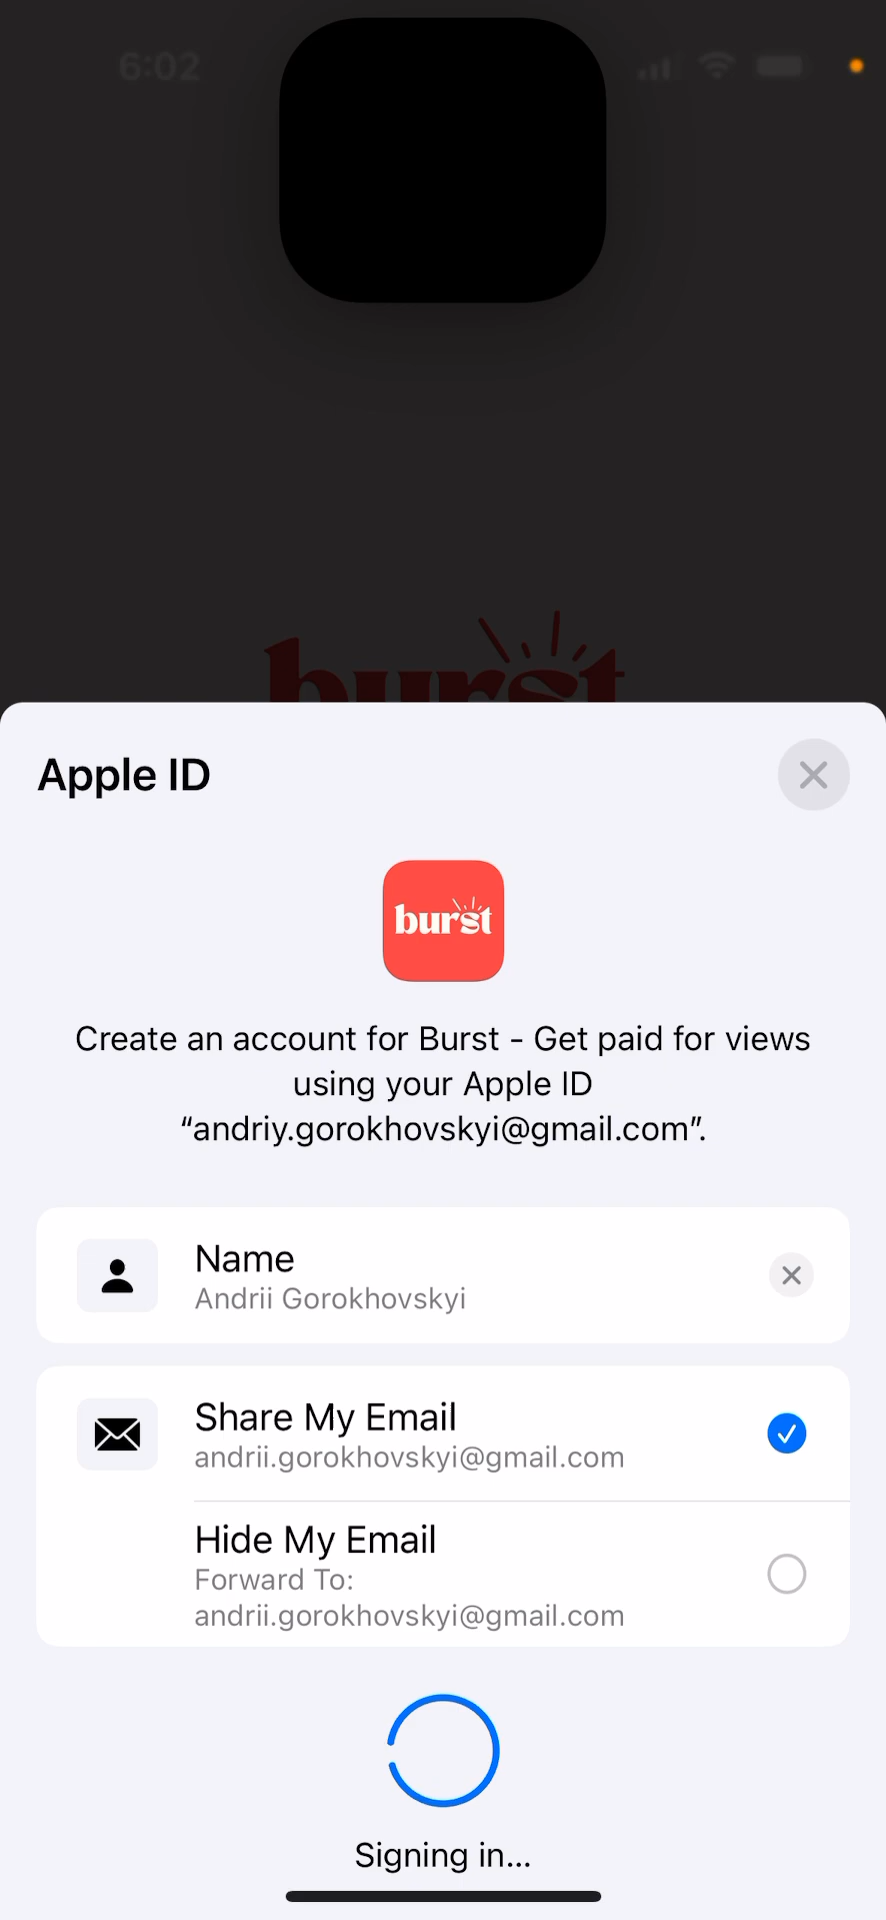 6:02
burst
Apple ID
burst
Create an account for Burst - Get paid for views
using your Apple ID
“andriy.gorokhovskyi@gmail.com”.
Name
Andrii Gorokhovskyi
Share My Email
andrii.gorokhovskyi@gmail.com
Hide My Email
Forward To:
andrii.gorokhovskyi@gmail.com
Signing in...